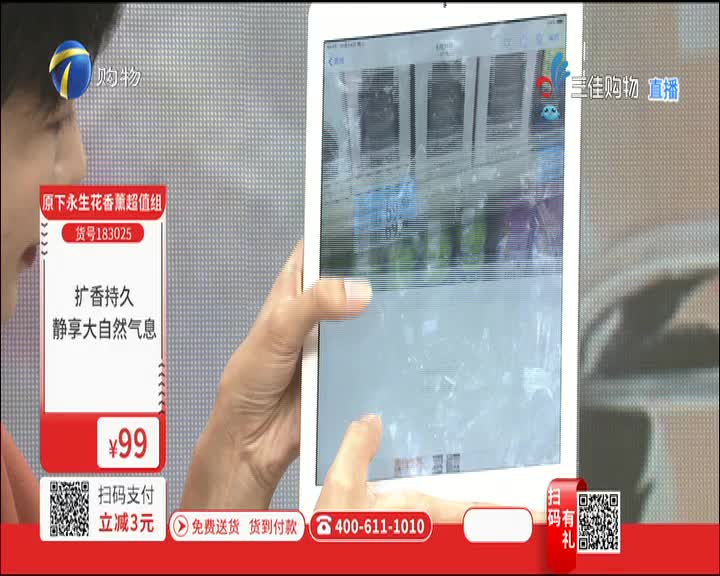 购物
三佳购物 直播
原下永生花香薰超值组
货号183025
扩香持久
静享大自然气息
¥99
扫码支付
立减3元
免费送货 货到付款
400-611-1010
扫码
有礼